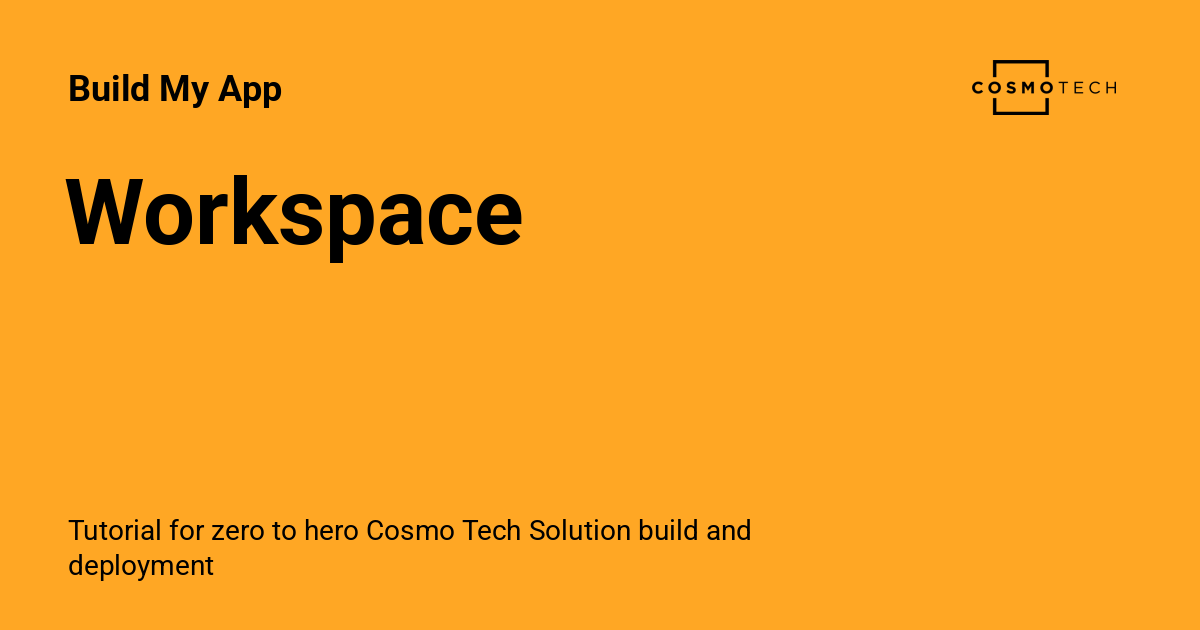 Build My App
COSMOTECH
Workspace
Tutorial for zero to hero Cosmo Tech Solution build and
deployment